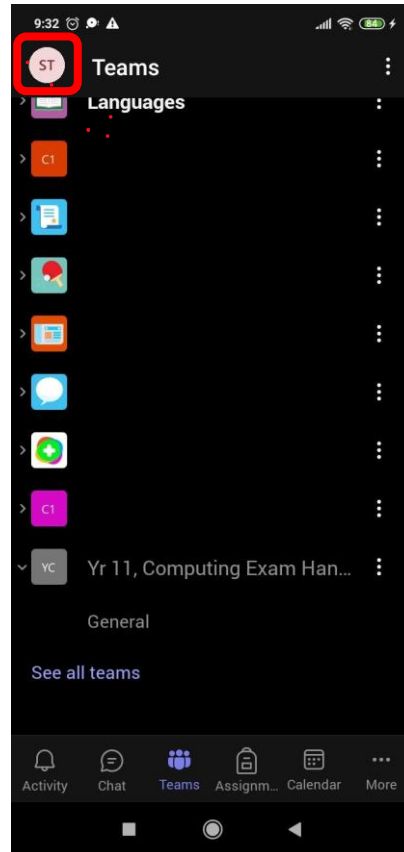 9:32
84
ST
Teams
Languages
C1
C1
YC
Yr 11, Computing Exam Han...
General
See all teams
Activity
Chat
Teams
Assignm...
Calendar
More